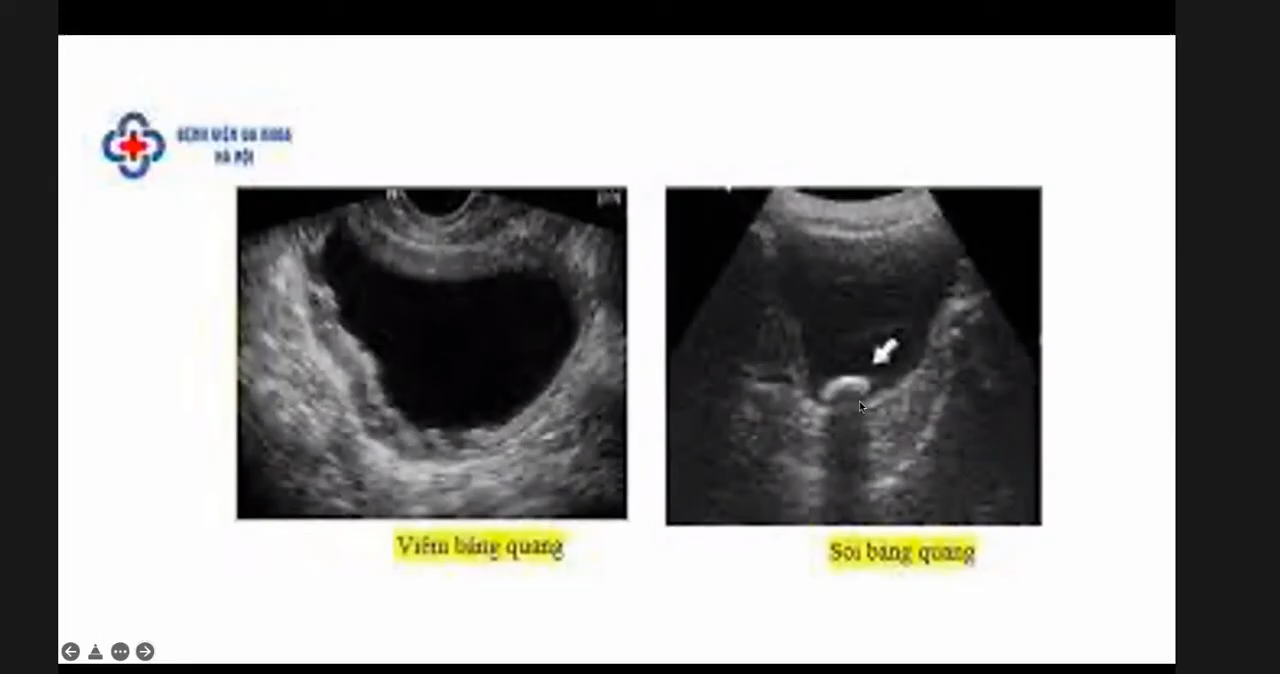 BỆNH VIỆN ĐA KHOA
HÀ NỘI
Viêm bàng quang
Sỏi bàng quang